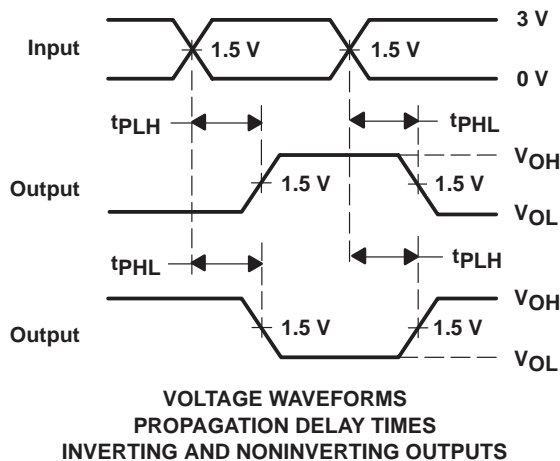 3 V
Input
1.5 V
1.5 V
0 V
tPLH
tPHL
VOH
Output
1.5 V
1.5 V
VOL
tPHL
tPLH
VOH
Output
1.5 V
1.5 V
VOL
VOLTAGE WAVEFORMS
PROPAGATION DELAY TIMES
INVERTING AND NONINVERTING OUTPUTS